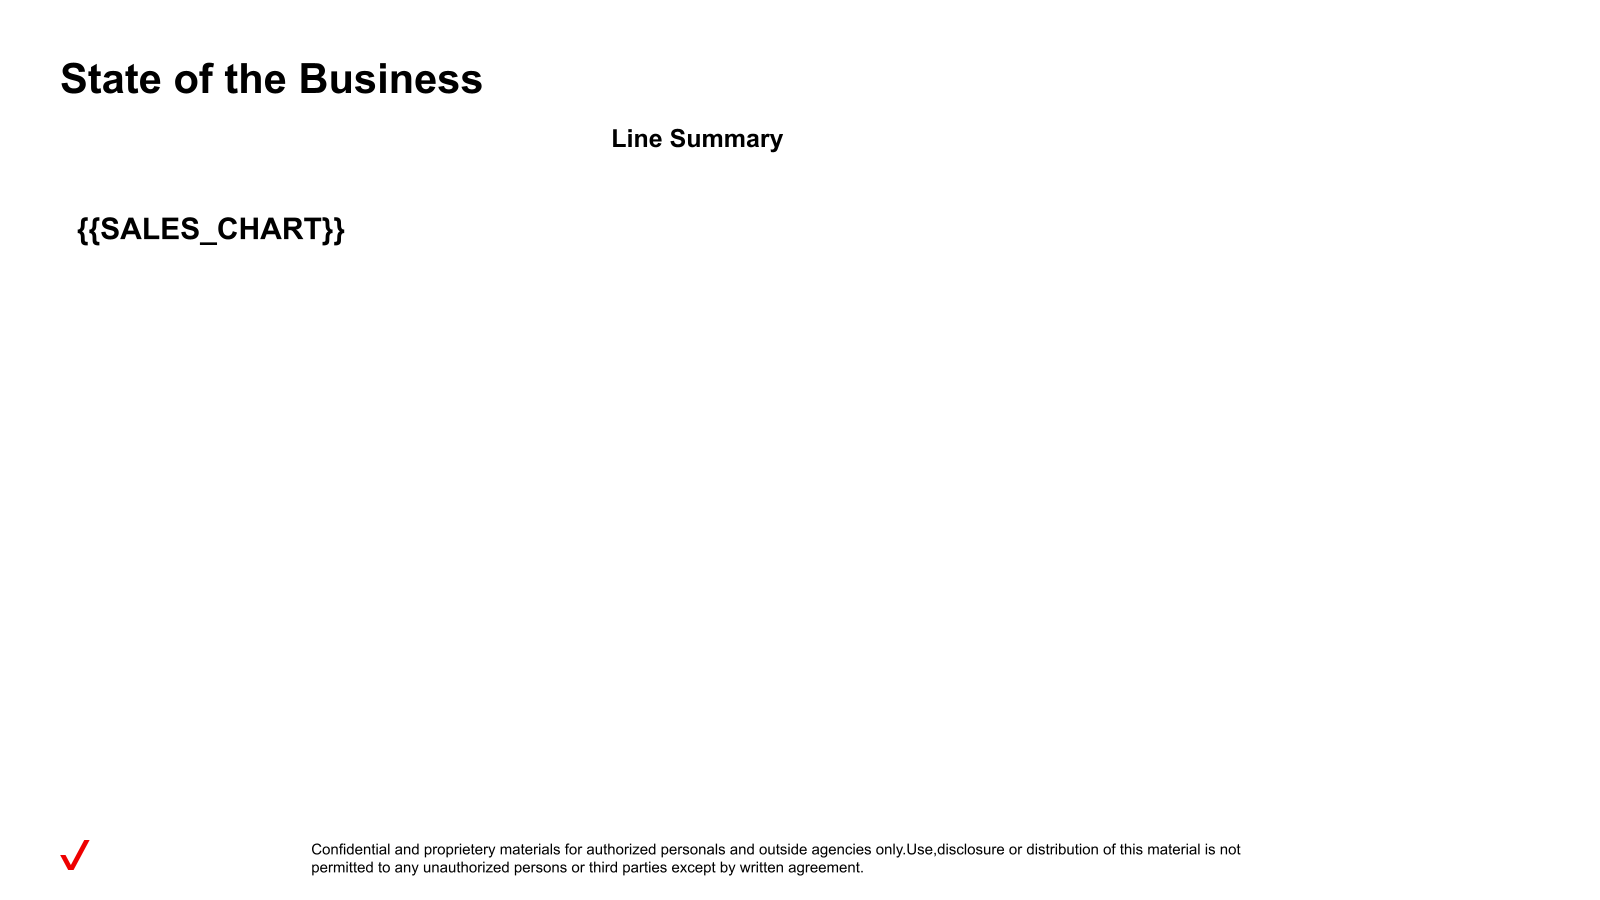 State of the Business
Line Summary
{{SALES_CHART}}
Confidential and proprietery materials for authorized personals and outside agencies only.Use,disclosure or distribution of this material is not
permitted to any unauthorized persons or third parties except by written agreement.